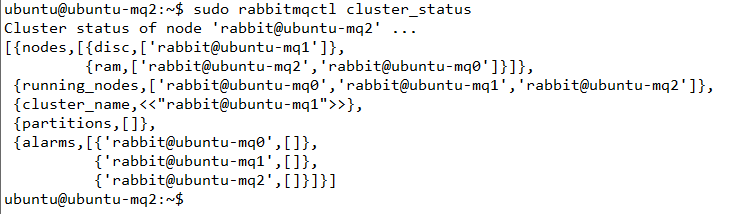 ubuntu@ubuntu-mq2:~$ sudo rabbitmqctl cluster_status
Cluster status of node 'rabbit@ubuntu-mq2' ...
[{nodes,[{disc,['rabbit@ubuntu-mq1']},
         {ram,['rabbit@ubuntu-mq2','rabbit@ubuntu-mq0']}]},
 {running_nodes,['rabbit@ubuntu-mq0','rabbit@ubuntu-mq1','rabbit@ubuntu-mq2']},
 {cluster_name,<<"rabbit@ubuntu-mq1">>},
 {partitions,[]},
 {alarms,[{'rabbit@ubuntu-mq0',[]},
          {'rabbit@ubuntu-mq1',[]},
          {'rabbit@ubuntu-mq2',[]}]}]
ubuntu@ubuntu-mq2:~$